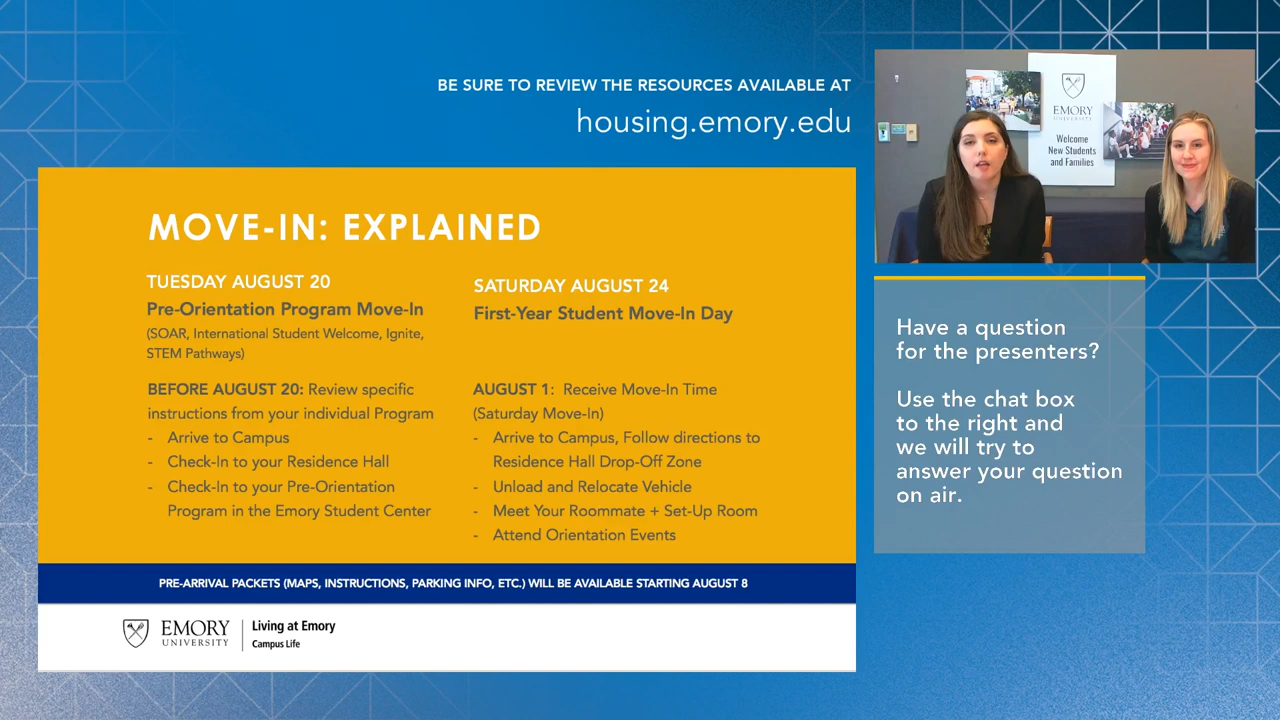 BE SURE TO REVIEW THE RESOURCES AVAILABLE AT
housing.emory.edu
MOVE-IN: EXPLAINED
TUESDAY AUGUST 20
Pre-Orientation Program Move-In
(SOAR, International Student Welcome, Ignite,
STEM Pathways)
BEFORE AUGUST 20: Review specific
instructions from your individual Program
- Arrive to Campus
- Check-In to your Residence Hall
- Check-In to your Pre-Orientation
Program in the Emory Student Center
SATURDAY AUGUST 24
First-Year Student Move-In Day
AUGUST 1: Receive Move-In Time
(Saturday Move-In)
- Arrive to Campus, Follow directions to
Residence Hall Drop-Off Zone
- Unload and Relocate Vehicle
- Meet Your Roommate + Set-Up Room
- Attend Orientation Events
PRE-ARRIVAL PACKETS (MAPS, INSTRUCTIONS, PARKING INFO, ETC.) WILL BE AVAILABLE STARTING AUGUST 8
EMORY
UNIVERSITY
Living at Emory
Campus Life
EMORY
UNIVERSITY
Welcome
New Students
and Families
Have a question
for the presenters?
Use the chat box
to the right and
we will try to
answer your question
on air.